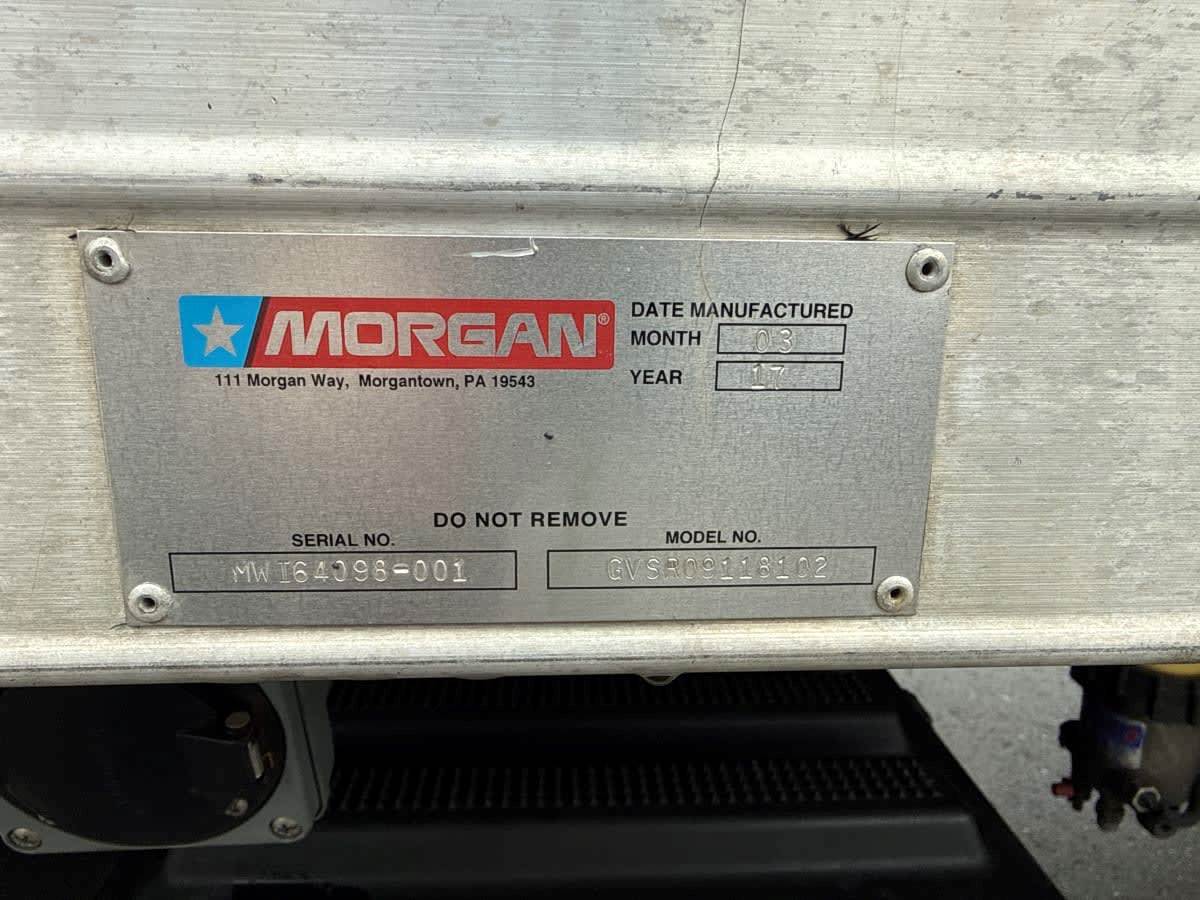 MORGAN®
111 Morgan Way, Morgantown, PA 19543
DATE MANUFACTURED
MONTH 03
YEAR 17
DO NOT REMOVE
SERIAL NO.
MWI64098-001
MODEL NO.
GVSR09118102